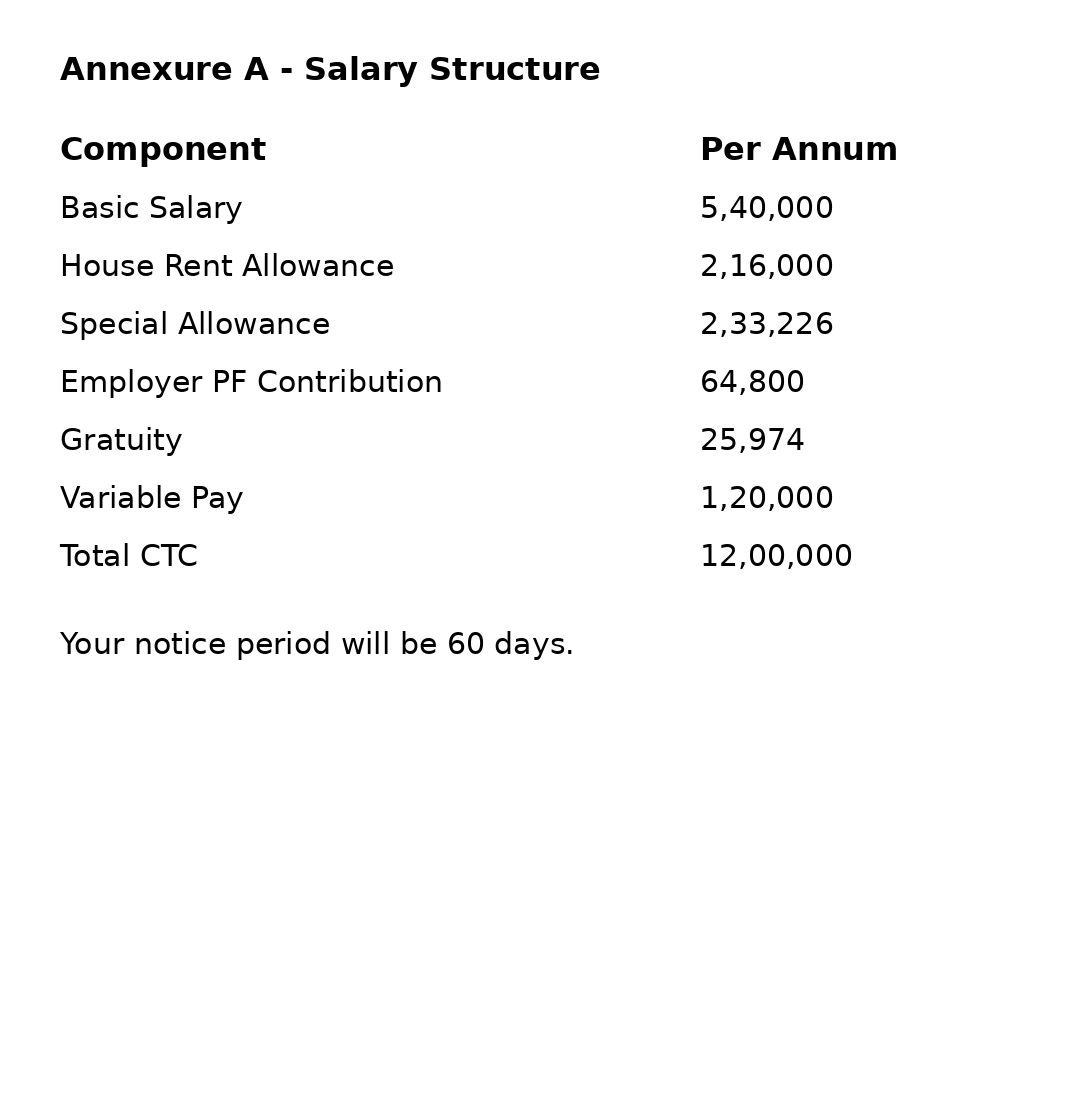 Annexure A - Salary Structure
Component Per Annum
Basic Salary 5,40,000
House Rent Allowance 2,16,000
Special Allowance 2,33,226
Employer PF Contribution 64,800
Gratuity 25,974
Variable Pay 1,20,000
Total CTC 12,00,000
Your notice period will be 60 days.